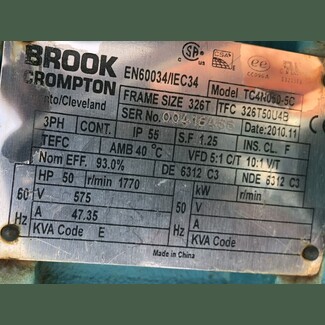 BROOK
CROMPTON
nto/Cleveland
EN60034/IEC34
Model No. TC4N050-5C
FRAME SIZE 326T TFC 326T50U4B
SER NO. DATE 2010.11
3PH CONT. IP 55 S.F 1.25 INS. CL. F
TEFC AMB 40 °C VFD 5:1 C/T 10:1 V/T
Nom EFF. 93.0% DE 6312 C3 NDE 6312 C3
HP 50 r/min 1770 kW r/min
60 Hz V 575 50 Hz V
A 47.35 A
KVA Code E KVA Code
Made in China